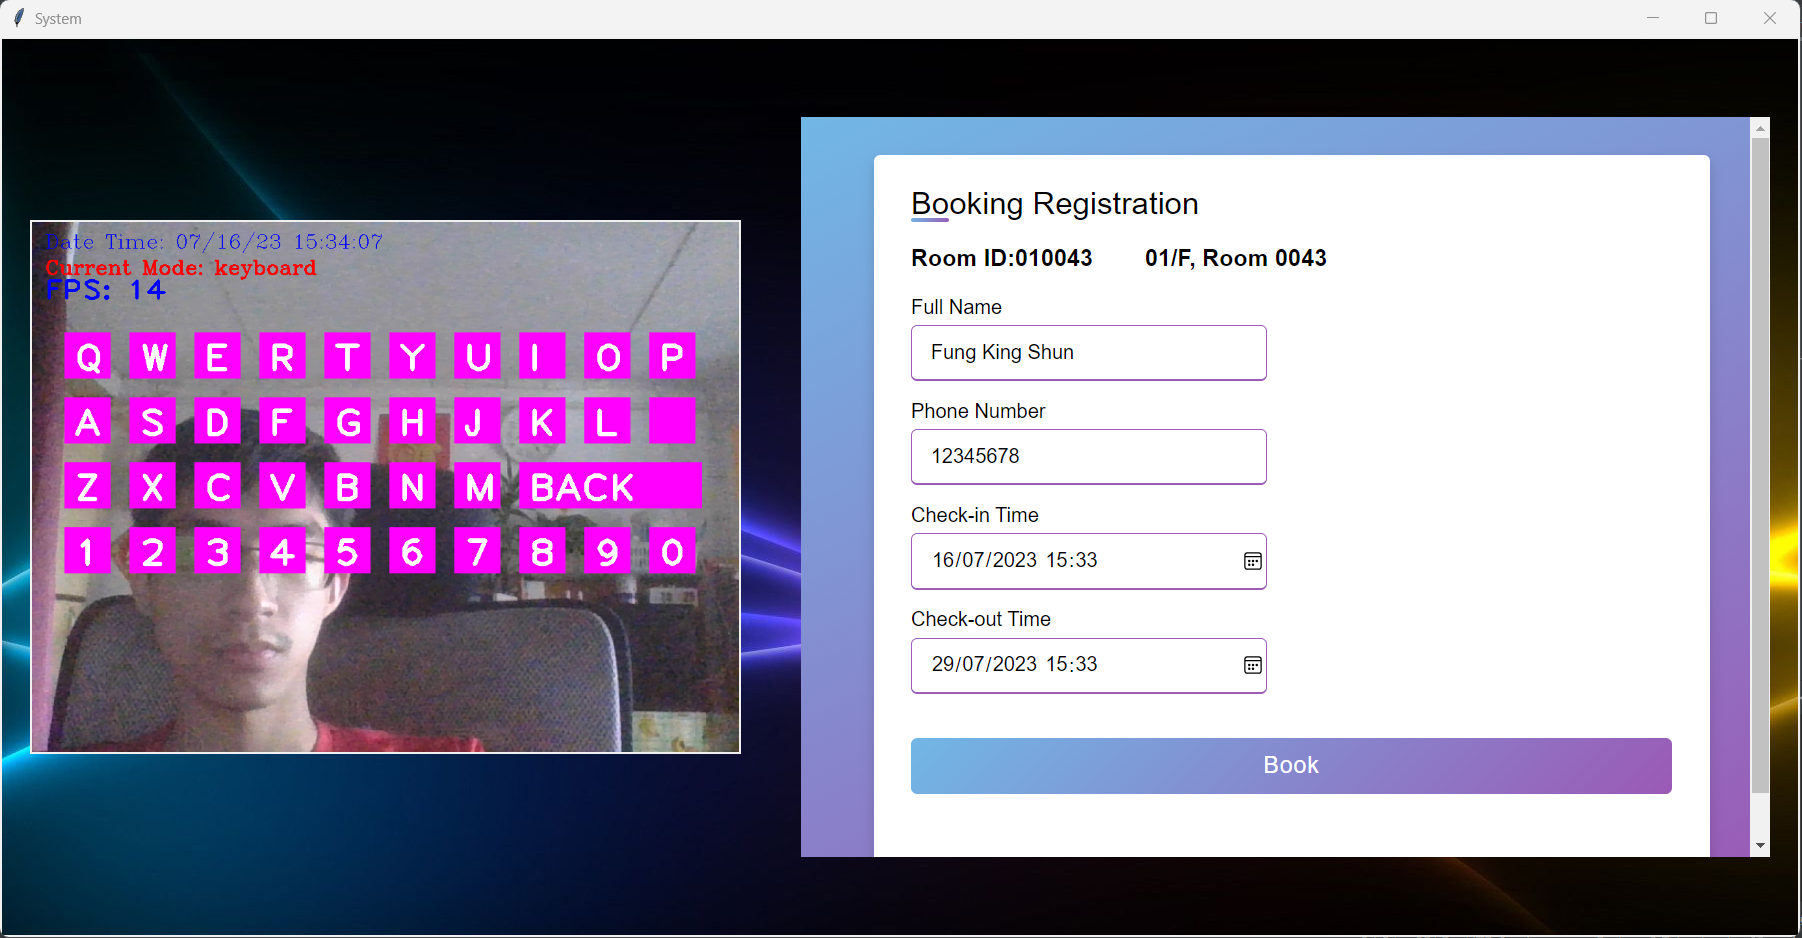 System
Date Time: 07/16/23 15:34:07
Current Mode: keyboard
FPS: 14
Q W E R T Y U I O P
A S D F G H J K L
Z X C V B N M BACK
1 2 3 4 5 6 7 8 9 0
Booking Registration
Room ID:010043 01/F, Room 0043
Full Name
Fung King Shun
Phone Number
12345678
Check-in Time
16/07/2023 15:33
Check-out Time
29/07/2023 15:33
Book